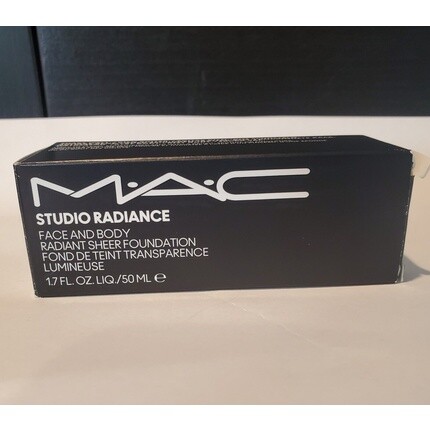 M·A·C
STUDIO RADIANCE
FACE AND BODY
RADIANT SHEER FOUNDATION
FOND DE TEINT TRANSPARENCE
LUMINEUSE
1.7 FL. OZ. LIQ./50 ML ℮